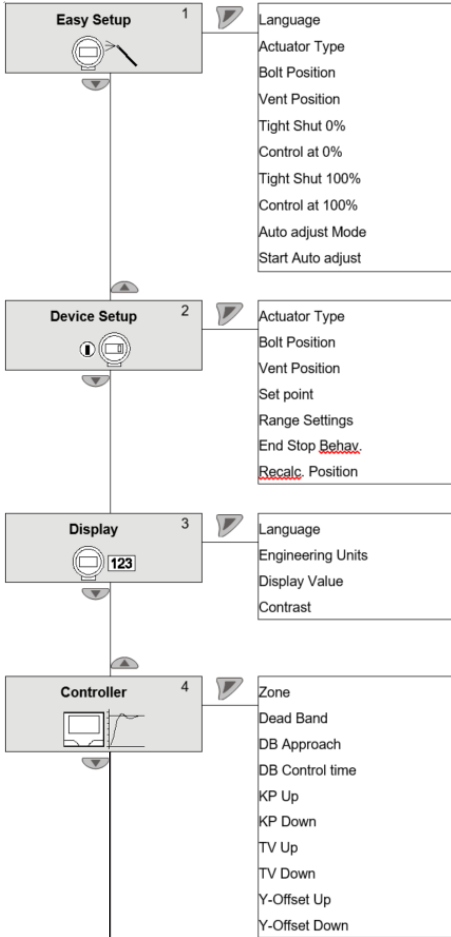 Easy Setup 1
Language
Actuator Type
Bolt Position
Vent Position
Tight Shut 0%
Control at 0%
Tight Shut 100%
Control at 100%
Auto adjust Mode
Start Auto adjust
Device Setup 2
Actuator Type
Bolt Position
Vent Position
Set point
Range Settings
End Stop Behav.
Recalc. Position
Display 3
123
Language
Engineering Units
Display Value
Contrast
Controller 4
Zone
Dead Band
DB Approach
DB Control time
KP Up
KP Down
TV Up
TV Down
Y-Offset Up
Y-Offset Down